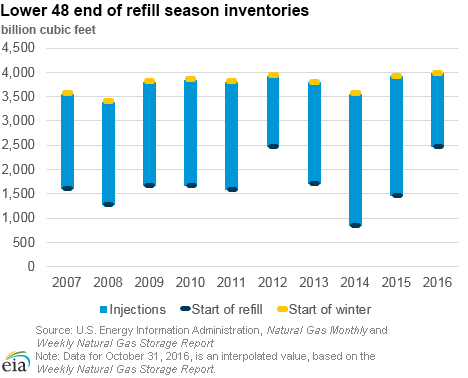 Lower 48 end of refill season inventories
billion cubic feet
4,500
4,000
3,500
3,000
2,500
2,000
1,500
1,000
500
0
2007 2008 2009 2010 2011 2012 2013 2014 2015 2016
Injections Start of refill Start of winter
Source: U.S. Energy Information Administration, Natural Gas Monthly and
Weekly Natural Gas Storage Report
Note: Data for October 31, 2016, is an interpolated value, based on the
Weekly Natural Gas Storage Report.
eia